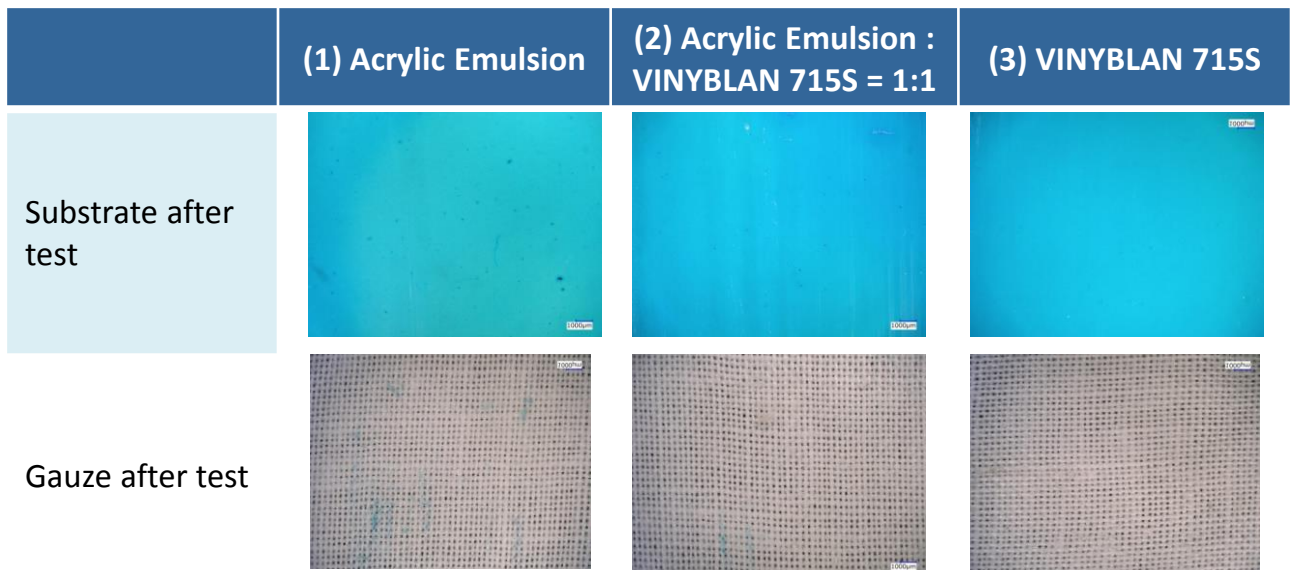 (1) Acrylic Emulsion
(2) Acrylic Emulsion :
VINYBLAN 715S = 1:1
(3) VINYBLAN 715S
Substrate after
test
1000μm
1000μm
1000μm
Gauze after test
1000μm
1000μm
1000μm